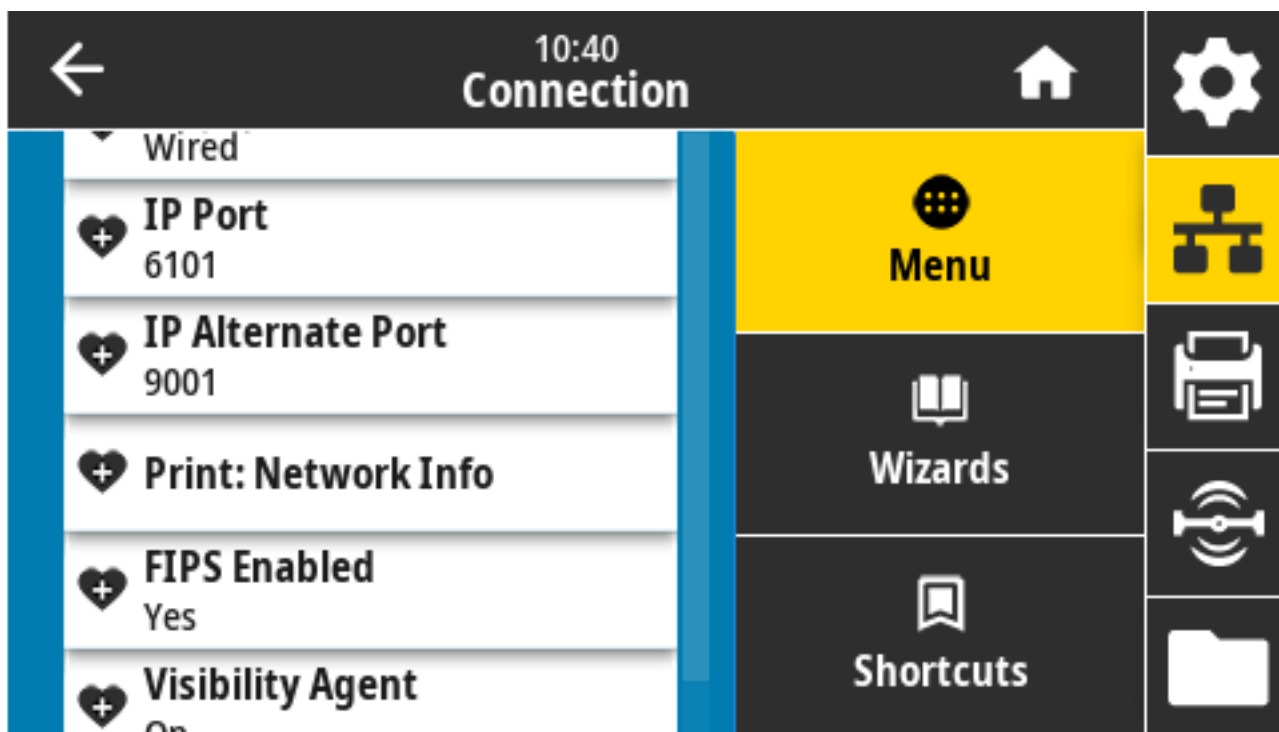 10:40
Connection
Wired
IP Port
6101
IP Alternate Port
9001
Print: Network Info
FIPS Enabled
Yes
Visibility Agent
On
Menu
Wizards
Shortcuts